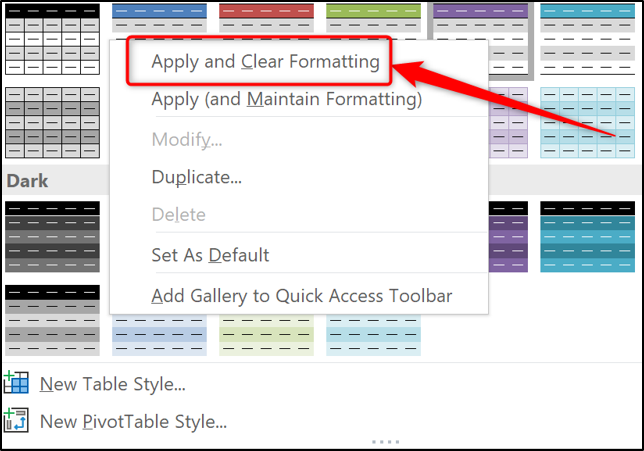 Apply and Clear Formatting
Apply (and Maintain Formatting)
Modify...
Duplicate...
Dark
Delete
Set As Default
Add Gallery to Quick Access Toolbar
New Table Style...
New PivotTable Style...